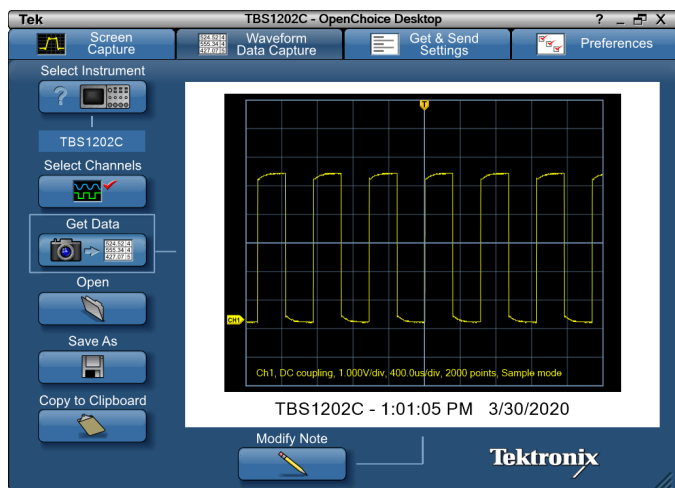 Tek
TBS1202C - OpenChoice Desktop
? _ X
Screen Capture
Waveform Data Capture
Get & Send Settings
Preferences
Select Instrument
?
TBS1202C
Select Channels
Get Data
Open
Save As
Copy to Clipboard
T
CH1
Ch1, DC coupling, 1.000V/div, 400.0us/div, 2000 points, Sample mode
TBS1202C - 1:01:05 PM 3/30/2020
Modify Note
Tektronix